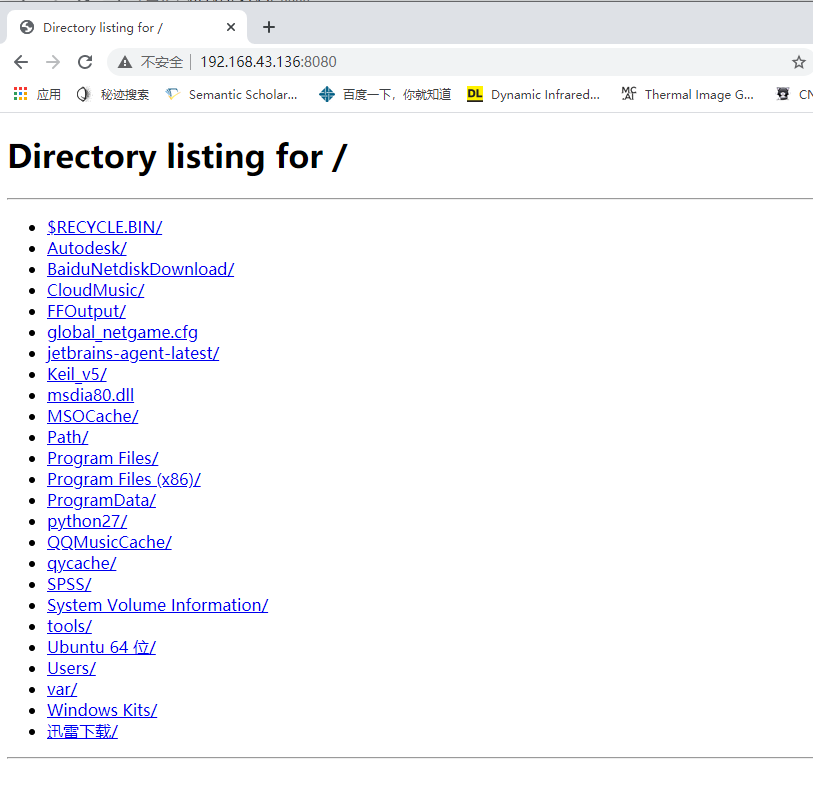 Directory listing for /
不安全 192.168.43.136:8080
应用 秘迹搜索 Semantic Scholar... 百度一下，你就知道 DL Dynamic Infrared... Thermal Image G... CN
Directory listing for /
$RECYCLE.BIN/
Autodesk/
BaiduNetdiskDownload/
CloudMusic/
FFOutput/
global_netgame.cfg
jetbrains-agent-latest/
Keil_v5/
msdia80.dll
MSOCache/
Path/
Program Files/
Program Files (x86)/
ProgramData/
python27/
QQMusicCache/
qycache/
SPSS/
System Volume Information/
tools/
Ubuntu 64 位/
Users/
var/
Windows Kits/
迅雷下载/